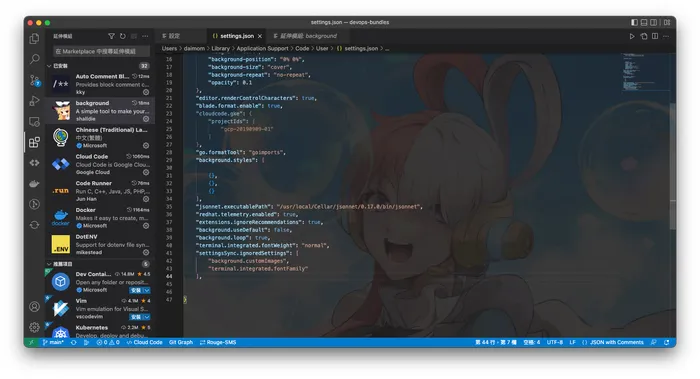 settings.json — devops-bundles
延伸模組
設定
settings.json
延伸模組: background
在 Marketplace 中搜尋延伸模組
Users > daimom > Library > Application Support > Code > User > settings.json > ...
已安裝 32
Auto Comment Bl... 12ms
Provides block comment c...
kky
background 16ms
A simple tool to make your...
shalldie
Chinese (Traditional) La...
中文(繁體)
Microsoft
Cloud Code 1060ms
Cloud Code is Google Clou...
Google Cloud
Code Runner 76ms
Run C, C++, Java, JS, PHP,...
Jun Han
Docker 1164ms
Makes it easy to create, m...
Microsoft
DotENV
Support for dotenv file syn...
mikestead
推薦項目 5
Dev Contai... 14.8M 4.5
Open any folder or reposit...
Microsoft 安裝
Vim 4.1M 4
Vim emulation for Visual S...
vscodevim 安裝
Kubernetes 3.2M 5
Develop, deploy and debu...
16 "background-position": "0% 0%",
17 "background-size": "cover",
18 "background-repeat": "no-repeat",
19 "opacity": 0.1
20 },
21 "editor.renderControlCharacters": true,
22 "blade.format.enable": true,
23 "cloudcode.gke": {
24 "projectIds": [
25 "gcp-20190909-01"
26 ]
27 },
28 "go.formatTool": "goimports",
29 "background.styles": [
30
31 {},
32 {},
33 {}
34 ],
35 "jsonnet.executablePath": "/usr/local/Cellar/jsonnet/0.17.0/bin/jsonnet",
36 "redhat.telemetry.enabled": true,
37 "extensions.ignoreRecommendations": true,
38 "background.useDefault": false,
39 "background.loop": true,
40 "terminal.integrated.fontWeight": "normal",
41 "settingsSync.ignoredSettings": [
42 "background.customImages",
43 "terminal.integrated.fontFamily"
44 ],
47 }
main* 0 0 Cloud Code Git Graph Rouge-SMS 第 44 行,第 7 欄 空格: 4 UTF-8 LF {} JSON with Comments